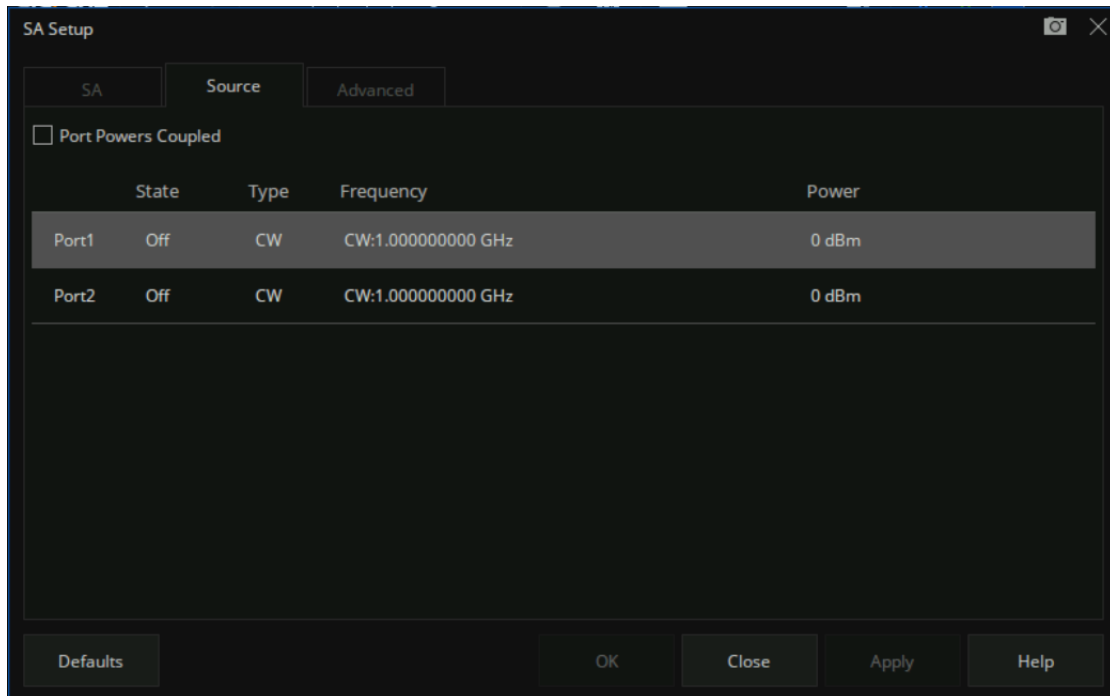 SA Setup
SA Source Advanced
Port Powers Coupled
State Type Frequency Power
Port1 Off CW CW:1.000000000 GHz 0 dBm
Port2 Off CW CW:1.000000000 GHz 0 dBm
Defaults OK Close Apply Help